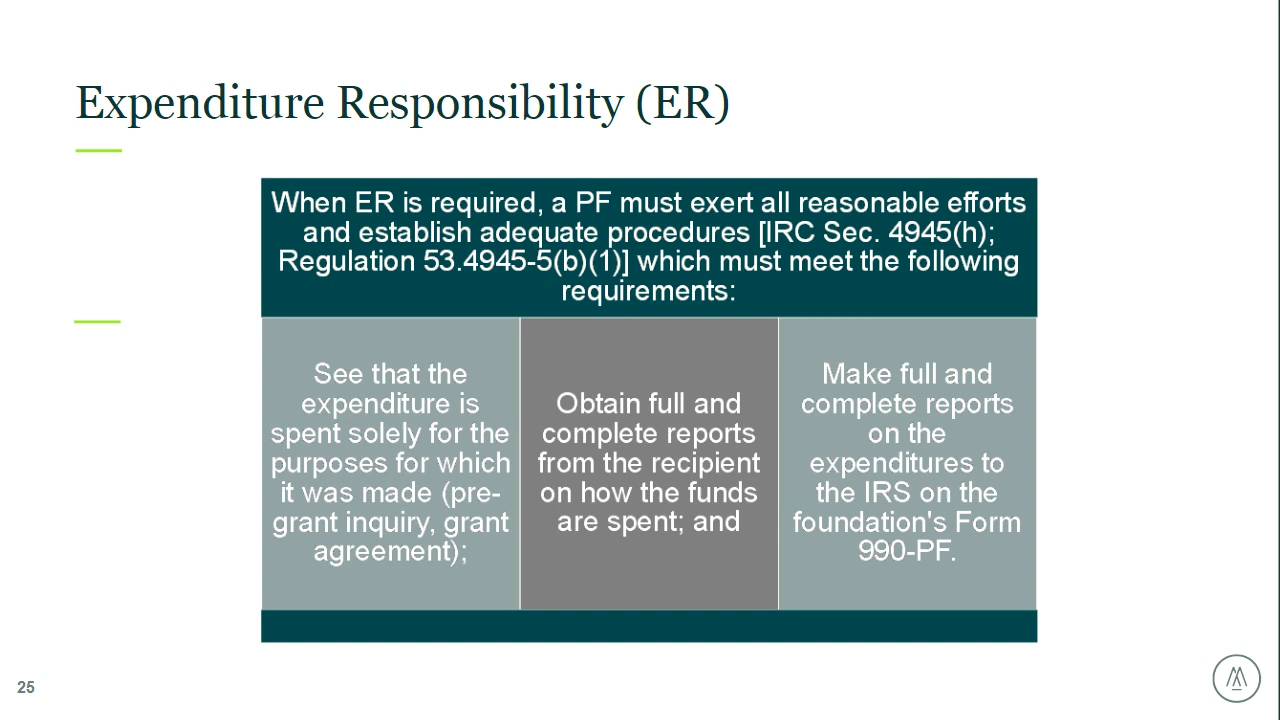 Expenditure Responsibility (ER)
When ER is required, a PF must exert all reasonable efforts
and establish adequate procedures [IRC Sec. 4945(h);
Regulation 53.4945-5(b)(1)] which must meet the following
requirements:
See that the
expenditure is
spent solely for the
purposes for which
it was made (pre-
grant inquiry, grant
agreement);
Obtain full and
complete reports
from the recipient
on how the funds
are spent; and
Make full and
complete reports
on the
expenditures to
the IRS on the
foundation's Form
990-PF.
25